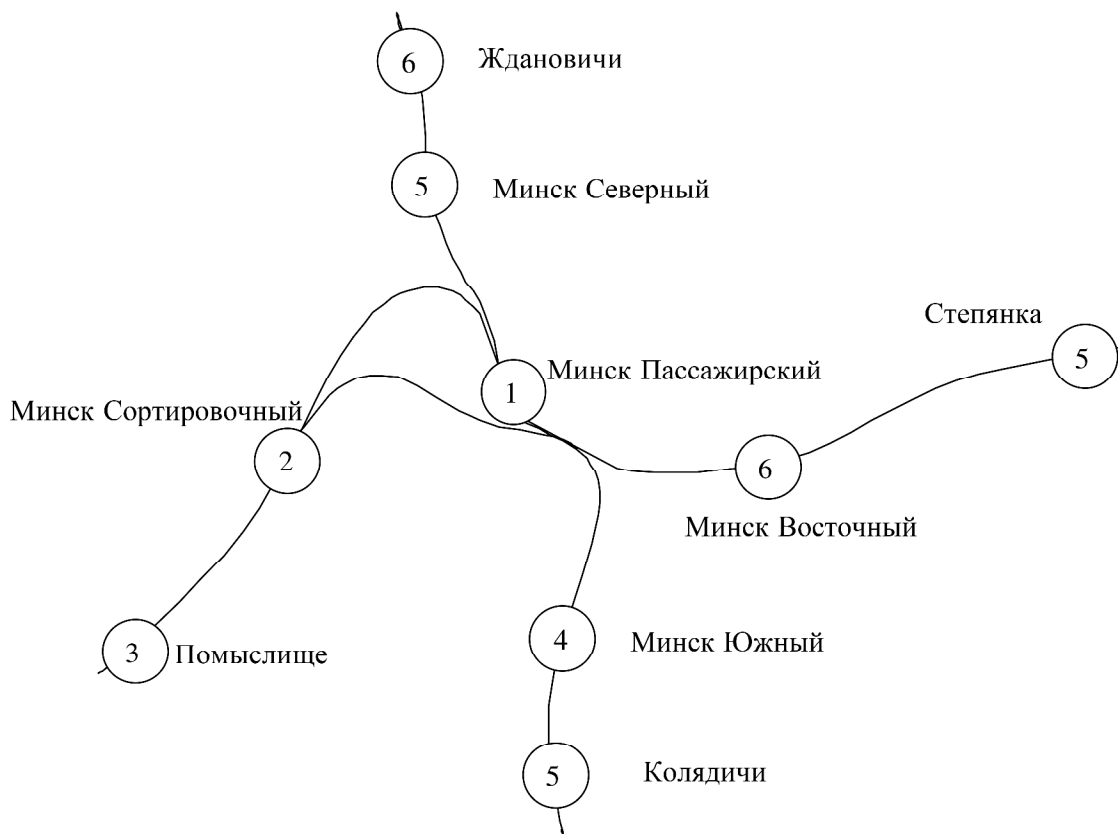 6 Ждановичи
5 Минск Северный
Степянка
5
1 Минск Пассажирский
Минск Сортировочный
2
6
Минск Восточный
4 Минск Южный
3 Помыслище
5 Колядичи